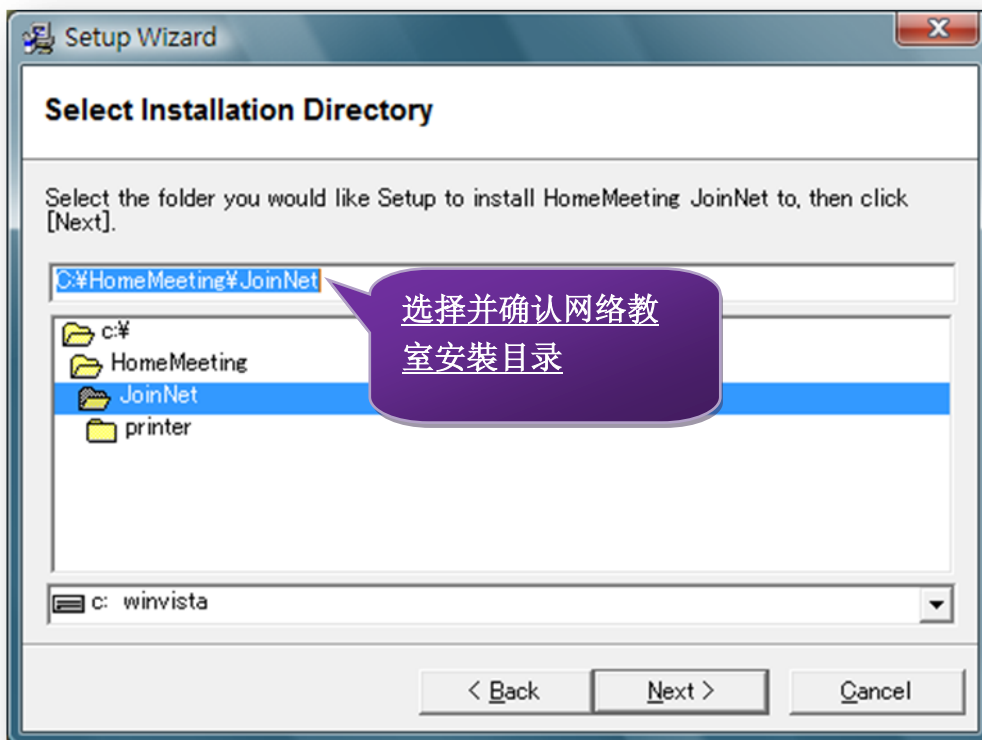 Setup Wizard
Select Installation Directory
Select the folder you would like Setup to install HomeMeeting JoinNet to, then click
[Next].
C:¥HomeMeeting¥JoinNet
选择并确认网络教
室安裝目录
c:¥
HomeMeeting
JoinNet
printer
c: winvista
< Back
Next >
Cancel